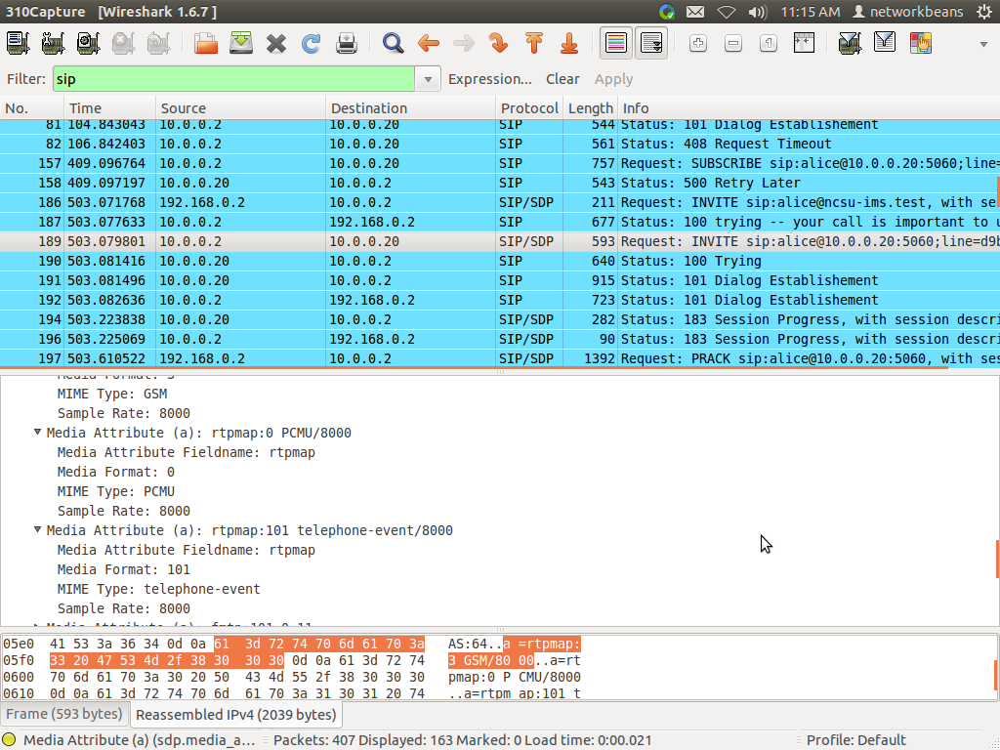 310Capture [Wireshark 1.6.7 ]
11:15 AM networkbeans
Filter: sip Expression... Clear Apply
No. Time Source Destination Protocol Length Info
81 104.843043 10.0.0.2 10.0.0.20 SIP 544 Status: 101 Dialog Establishement
82 106.842403 10.0.0.2 10.0.0.20 SIP 561 Status: 408 Request Timeout
157 409.096764 10.0.0.2 10.0.0.20 SIP 757 Request: SUBSCRIBE sip:alice@10.0.0.20:5060;line=
158 409.097197 10.0.0.20 10.0.0.2 SIP 543 Status: 500 Retry Later
186 503.071768 192.168.0.2 10.0.0.2 SIP/SDP 211 Request: INVITE sip:alice@ncsu-ims.test, with se
187 503.077633 10.0.0.2 192.168.0.2 SIP 677 Status: 100 trying -- your call is important to u
189 503.079801 10.0.0.2 10.0.0.20 SIP/SDP 593 Request: INVITE sip:alice@10.0.0.20:5060;line=d9b
190 503.081416 10.0.0.20 10.0.0.2 SIP 640 Status: 100 Trying
191 503.081496 10.0.0.20 10.0.0.2 SIP 915 Status: 101 Dialog Establishement
192 503.082636 10.0.0.2 192.168.0.2 SIP 723 Status: 101 Dialog Establishement
194 503.223838 10.0.0.20 10.0.0.2 SIP/SDP 282 Status: 183 Session Progress, with session descri
196 503.225069 10.0.0.2 192.168.0.2 SIP/SDP 90 Status: 183 Session Progress, with session descri
197 503.610522 192.168.0.2 10.0.0.2 SIP/SDP 1392 Request: PRACK sip:alice@10.0.0.20:5060, with ses
Media Format: 3
MIME Type: GSM
Sample Rate: 8000
Media Attribute (a): rtpmap:0 PCMU/8000
Media Attribute Fieldname: rtpmap
Media Format: 0
MIME Type: PCMU
Sample Rate: 8000
Media Attribute (a): rtpmap:101 telephone-event/8000
Media Attribute Fieldname: rtpmap
Media Format: 101
MIME Type: telephone-event
Sample Rate: 8000
Media Attribute (a): fmtp:101 0-11
05e0 41 53 3a 36 34 0d 0a 61 3d 72 74 70 6d 61 70 3a AS:64..a =rtpmap:
05f0 33 20 47 53 4d 2f 38 30 30 30 0d 0a 61 3d 72 74 3 GSM/80 00..a=rt
0600 70 6d 61 70 3a 30 20 50 43 4d 55 2f 38 30 30 30 pmap:0 P CMU/8000
0610 0d 0a 61 3d 72 74 70 6d 61 70 3a 31 30 31 20 74 ..a=rtpm ap:101 t
Frame (593 bytes) Reassembled IPv4 (2039 bytes)
Media Attribute (a) (sdp.media_a... Packets: 407 Displayed: 163 Marked: 0 Load time: 0:00.021 Profile: Default